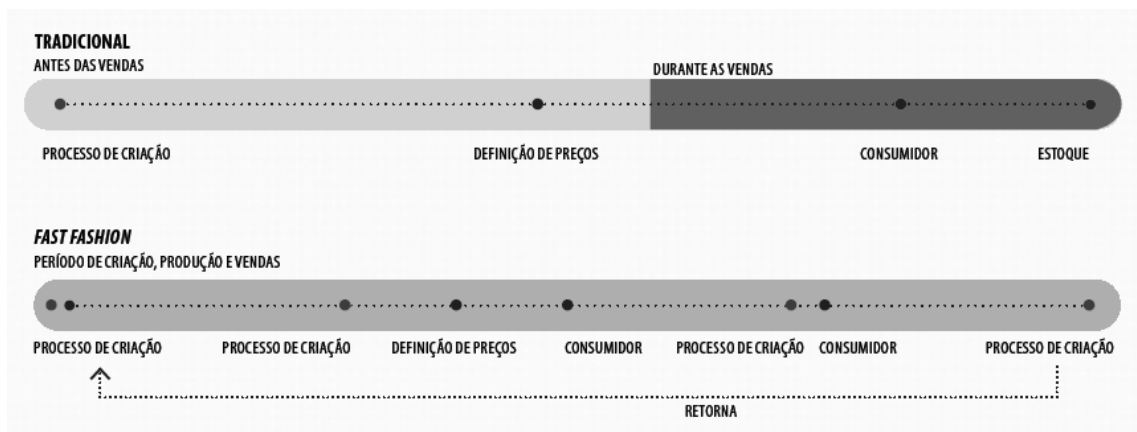 TRADICIONAL
ANTES DAS VENDAS
DURANTE AS VENDAS
PROCESSO DE CRIAÇÃO
DEFINIÇÃO DE PREÇOS
CONSUMIDOR
ESTOQUE
FAST FASHION
PERÍODO DE CRIAÇÃO, PRODUÇÃO E VENDAS
PROCESSO DE CRIAÇÃO
PROCESSO DE CRIAÇÃO
DEFINIÇÃO DE PREÇOS
CONSUMIDOR
PROCESSO DE CRIAÇÃO
CONSUMIDOR
PROCESSO DE CRIAÇÃO
RETORNA